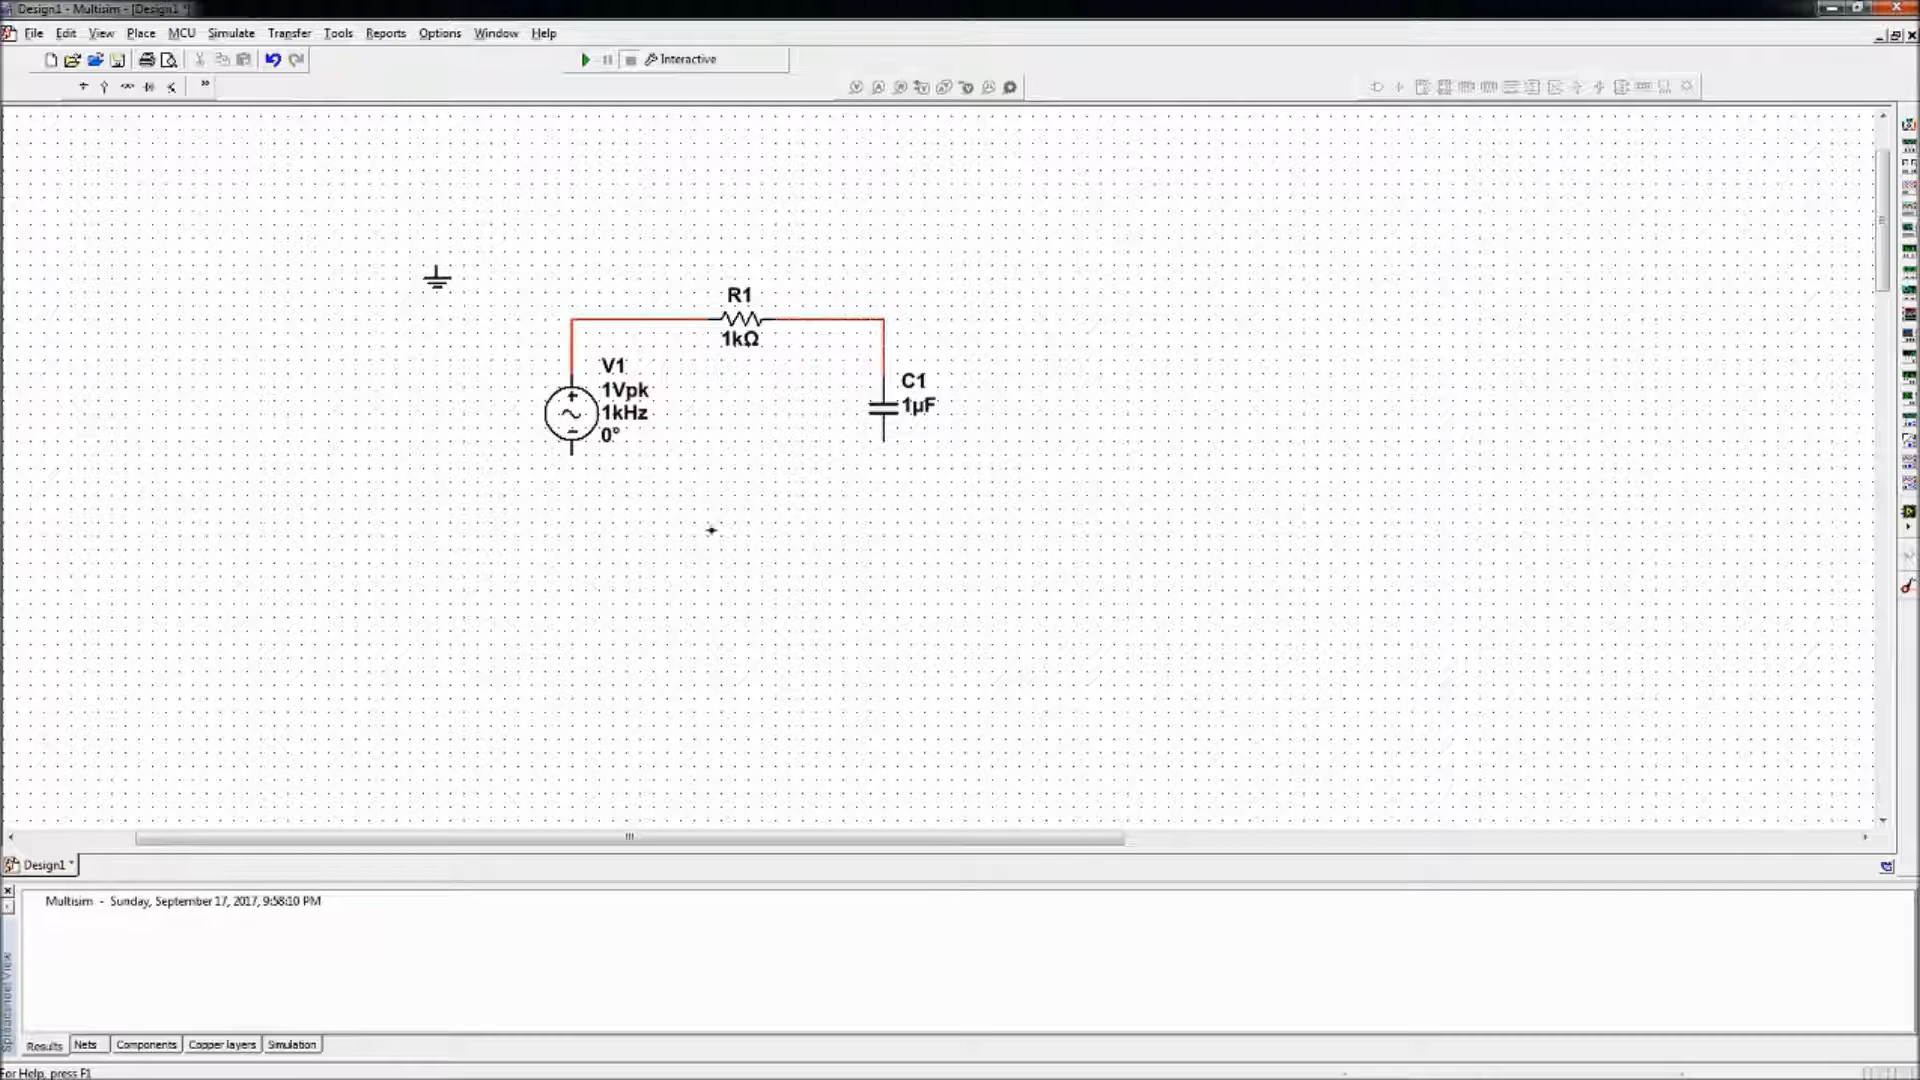 Design1 - Multisim - [Design1 *]
File Edit View Place MCU Simulate Transfer Tools Reports Options Window Help
Interactive
R1
1kΩ
V1
1Vpk
1kHz
0°
C1
1µF
Design1 *
Multisim - Sunday, September 17, 2017, 9:58:10 PM
Spreadsheet View
Results Nets Components Copper layers Simulation
For Help, press F1